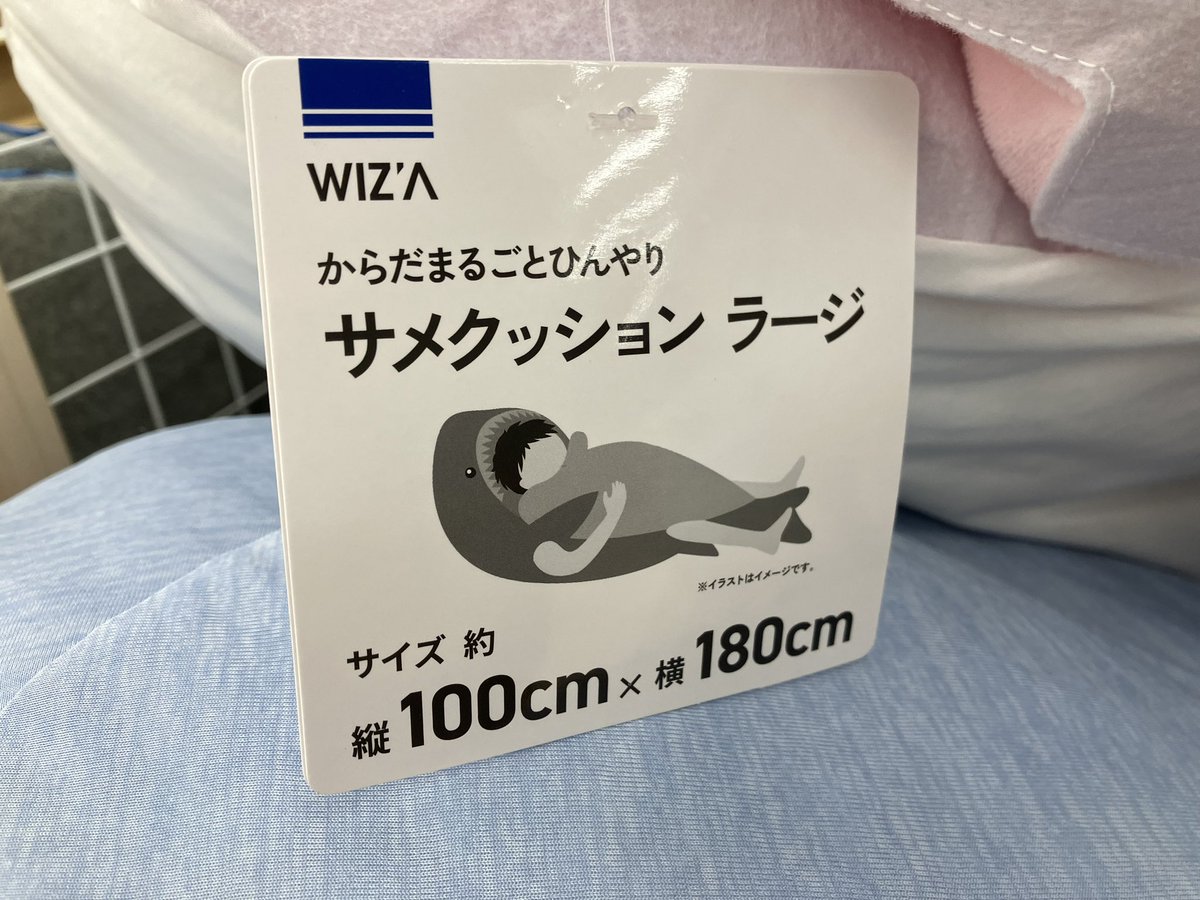 WIZ'A
からだまるごとひんやり
サメクッション ラージ
※イラストはイメージです。
サイズ 約
縦 100cm × 横 180cm